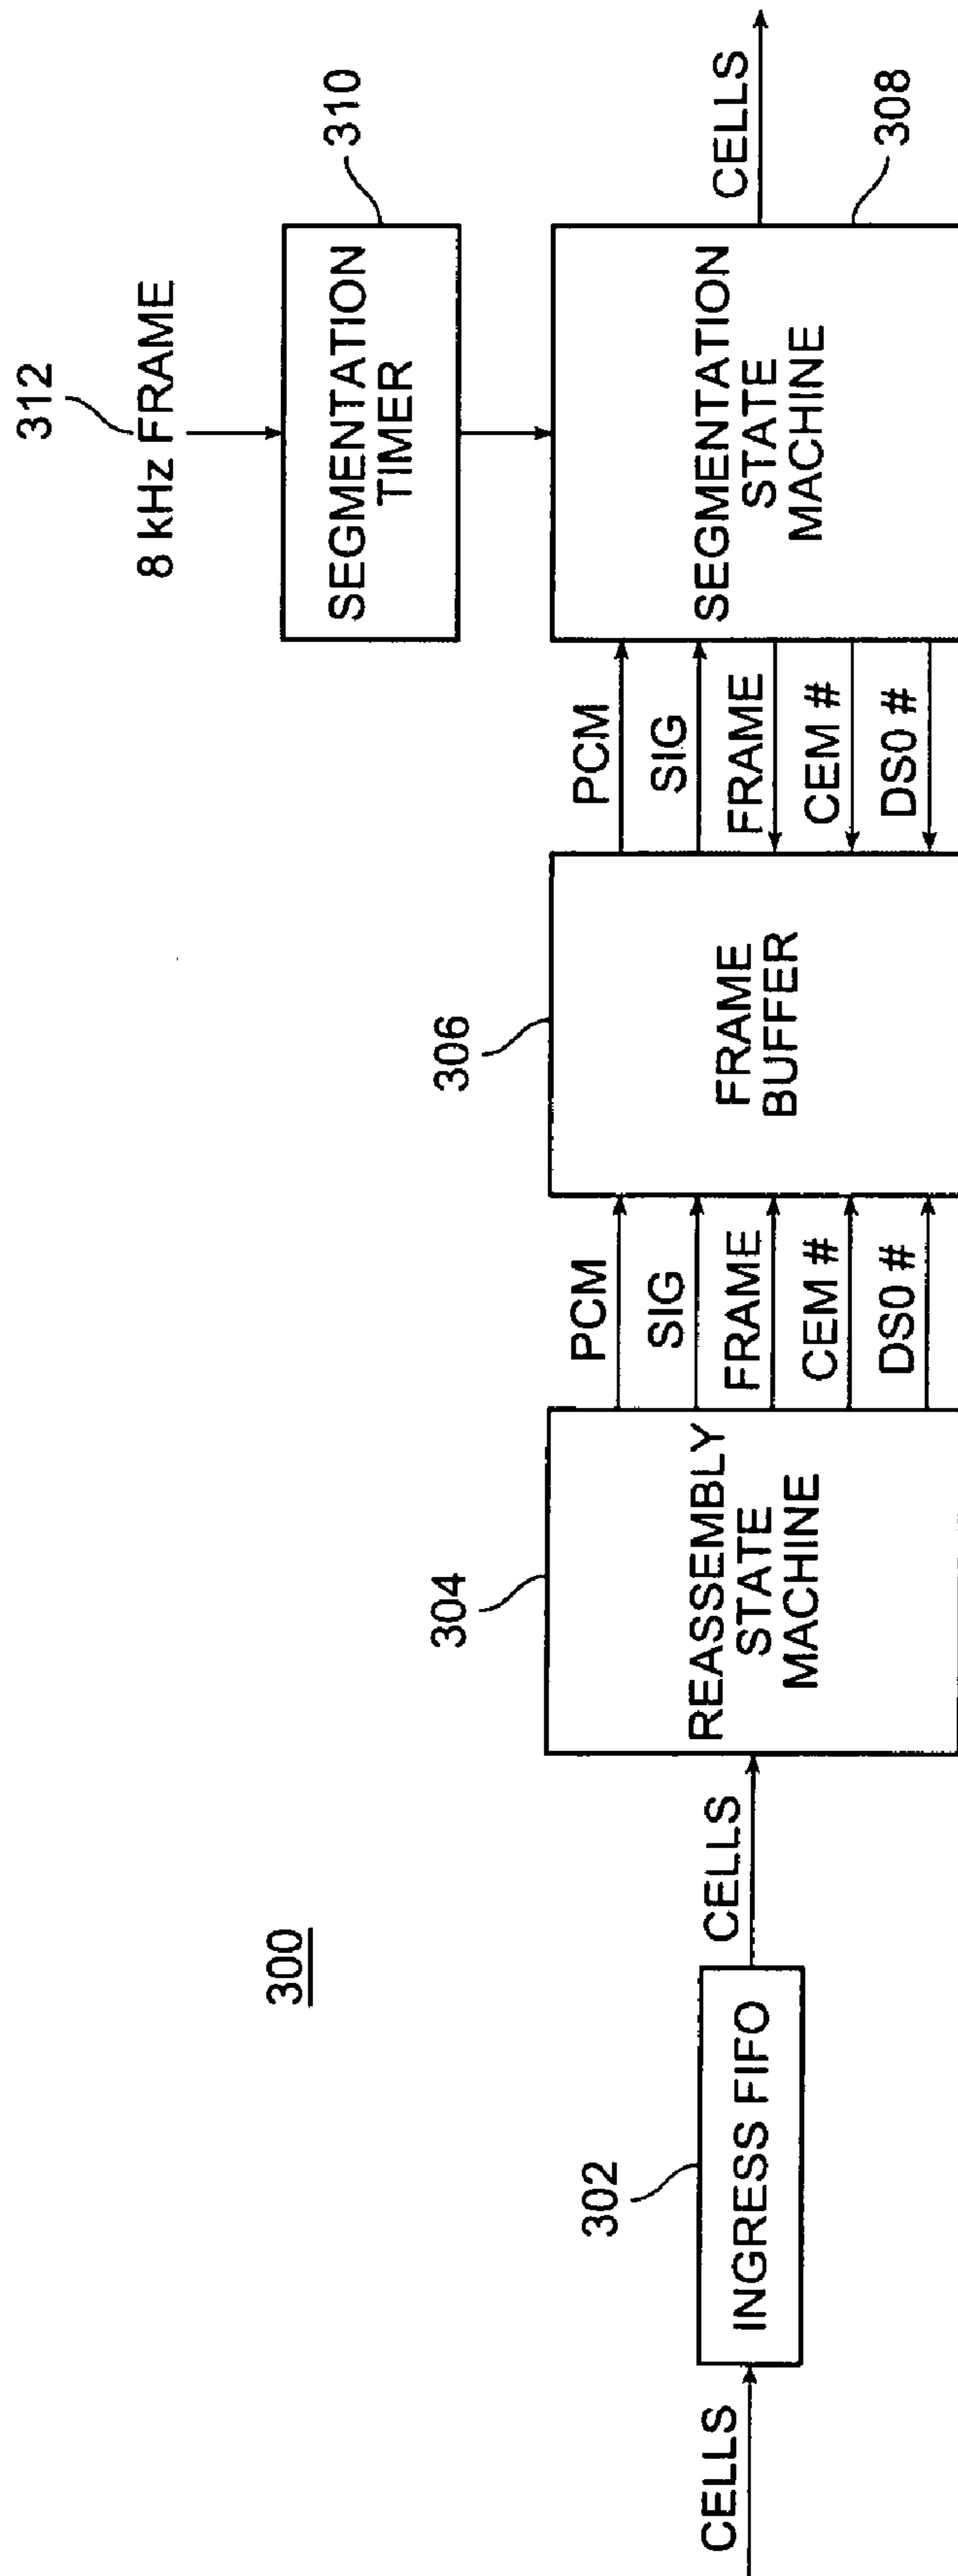 300
CELLS
302
INGRESS FIFO
CELLS
304
REASSEMBLY
STATE
MACHINE
PCM
SIG
FRAME
CEM #
DS0 #
306
FRAME
BUFFER
PCM
SIG
FRAME
CEM #
DS0 #
312
8 kHz FRAME
310
SEGMENTATION
TIMER
SEGMENTATION
STATE
MACHINE
308
CELLS